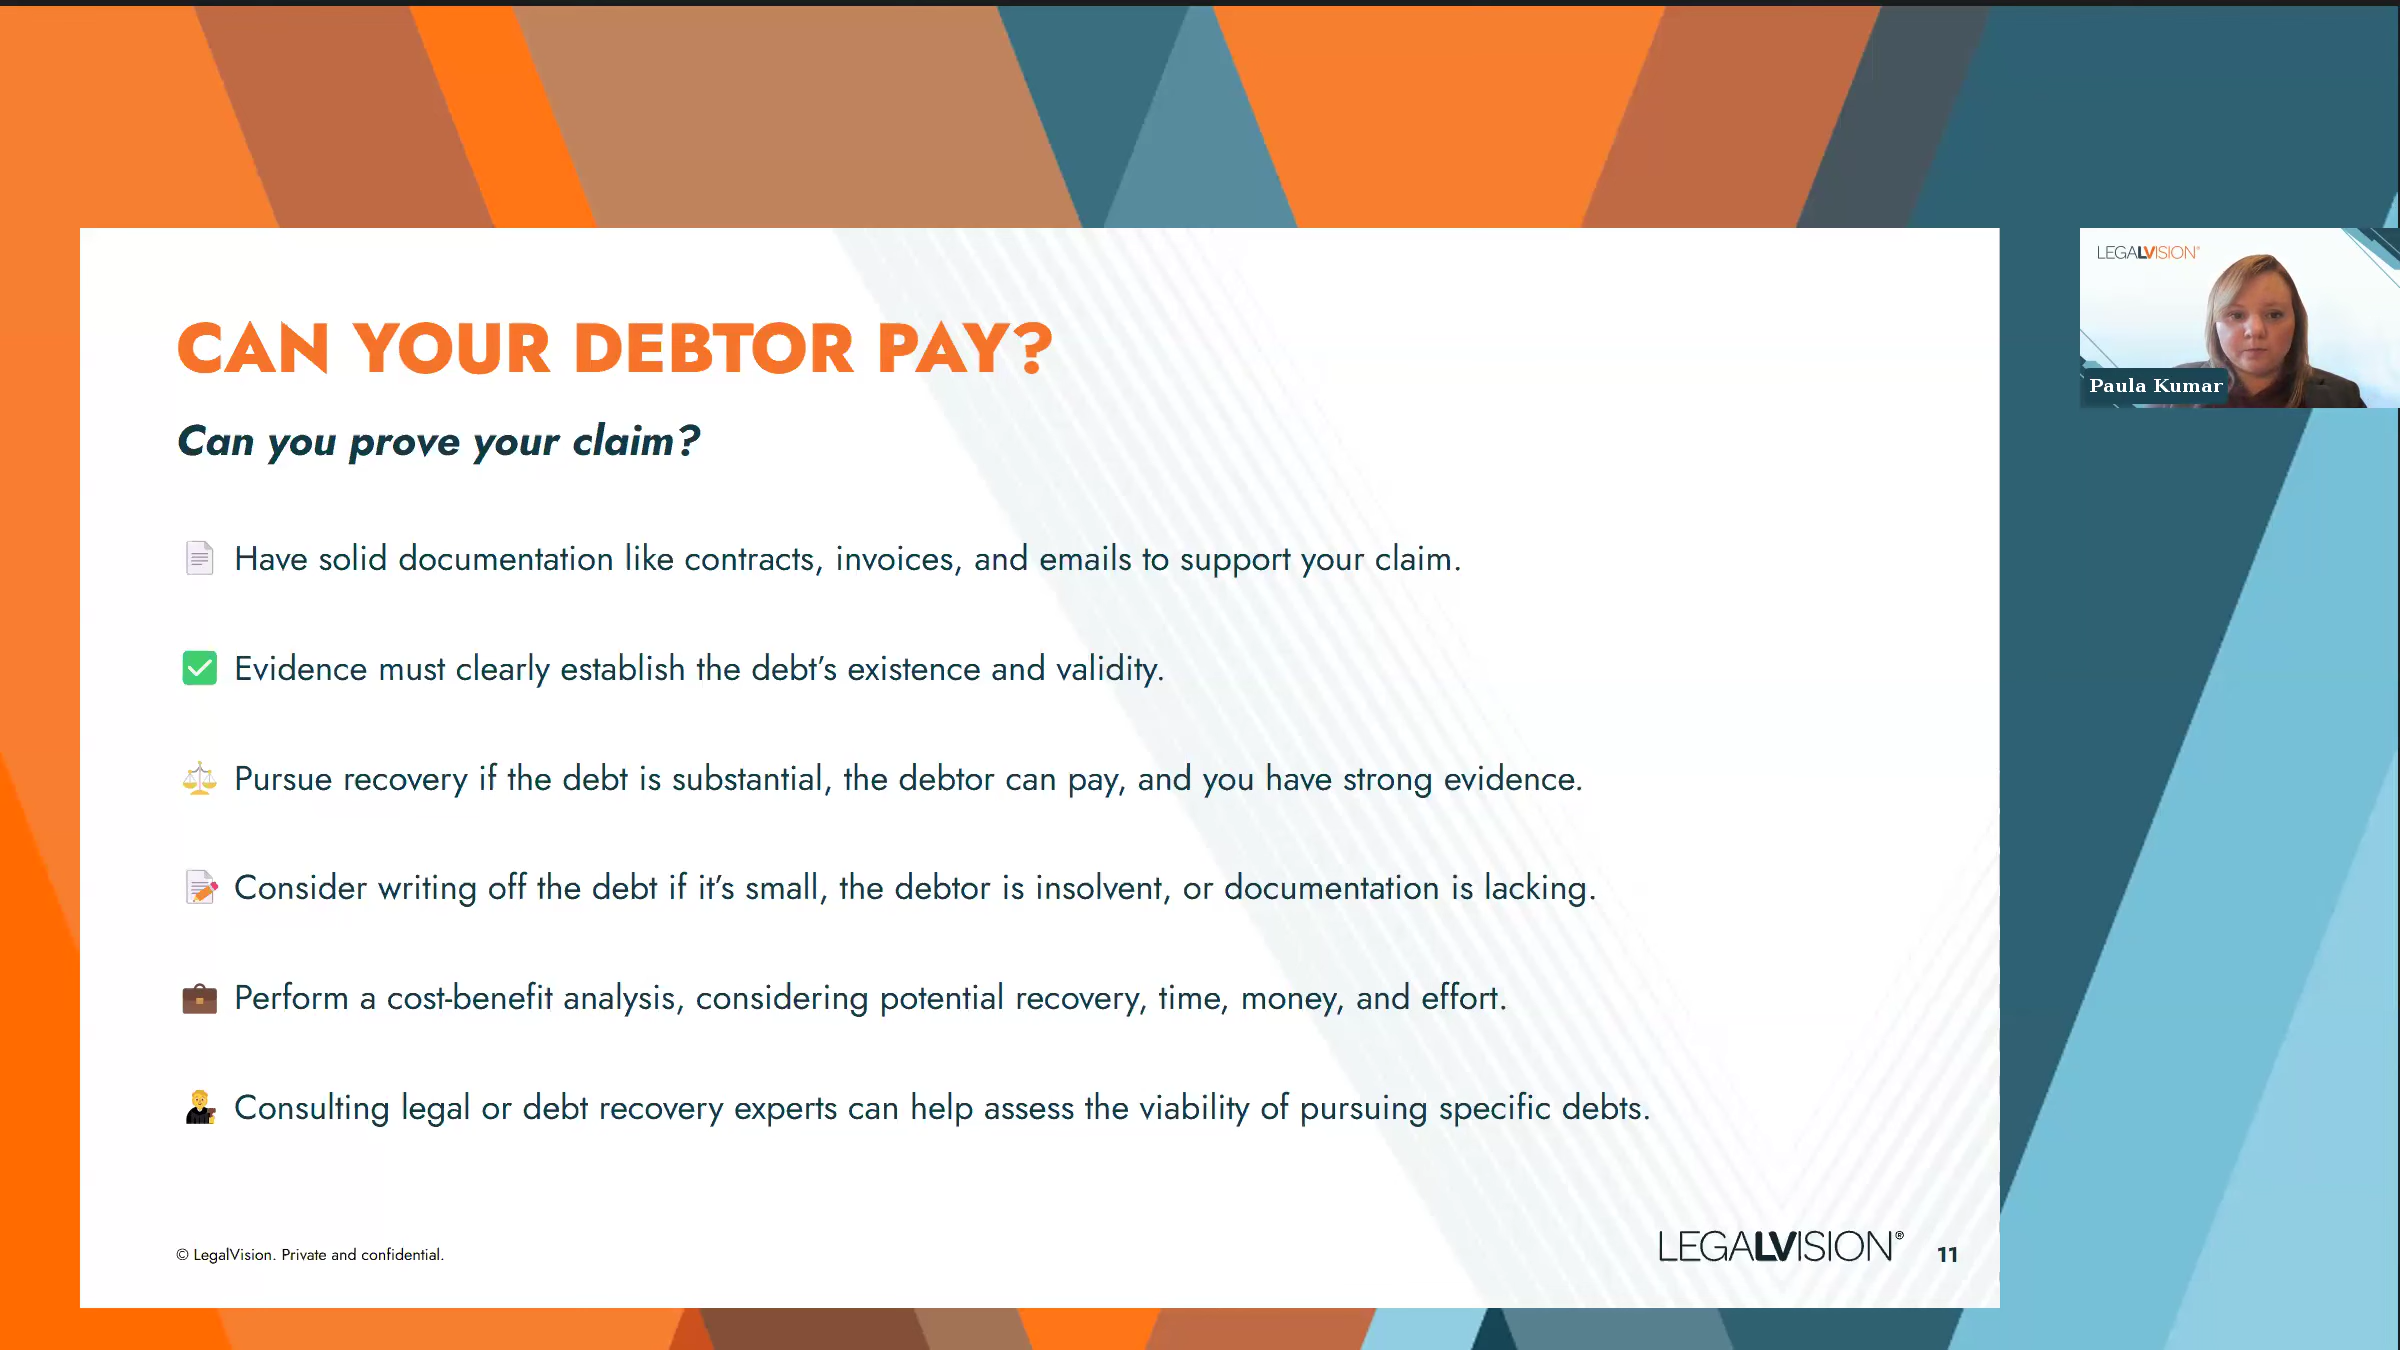 CAN YOUR DEBTOR PAY?
Can you prove your claim?
Have solid documentation like contracts, invoices, and emails to support your claim.
Evidence must clearly establish the debt’s existence and validity.
Pursue recovery if the debt is substantial, the debtor can pay, and you have strong evidence.
Consider writing off the debt if it’s small, the debtor is insolvent, or documentation is lacking.
Perform a cost-benefit analysis, considering potential recovery, time, money, and effort.
Consulting legal or debt recovery experts can help assess the viability of pursuing specific debts.
© LegalVision. Private and confidential.
LEGALVISION®
11
LEGALVISION®
Paula Kumar